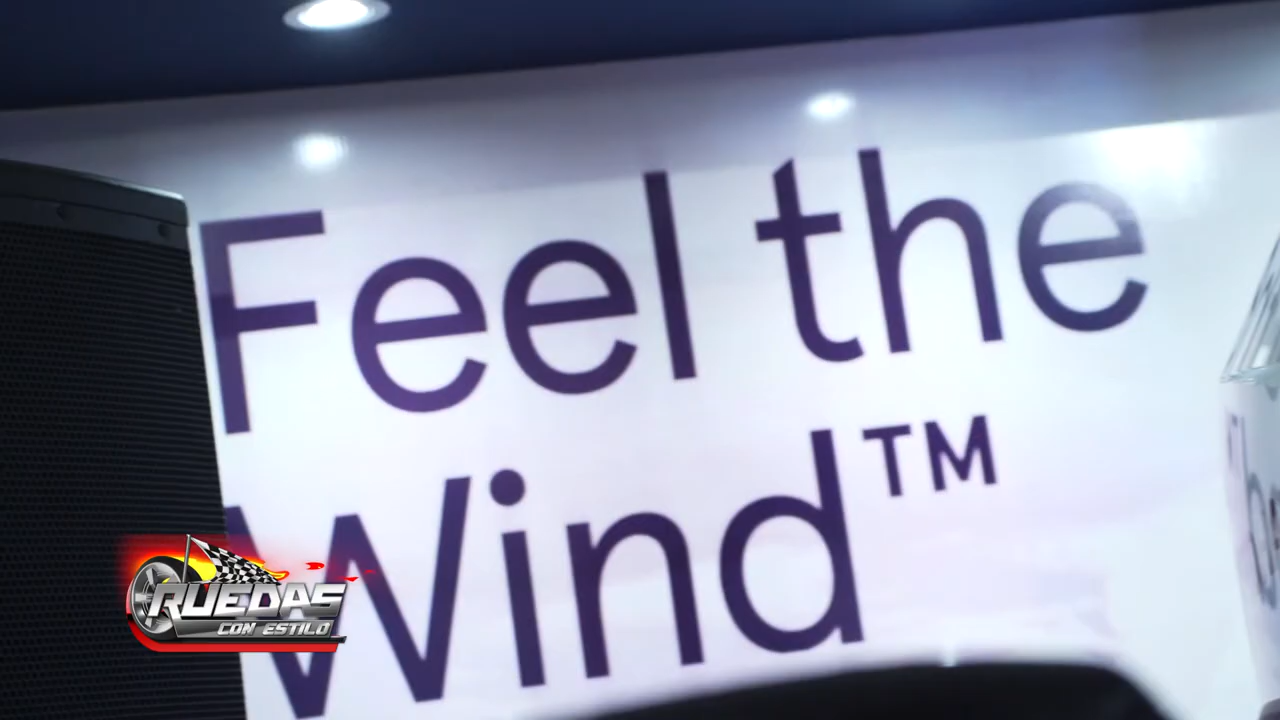 Feel the
Wind™
RUEDAS
CON ESTILO